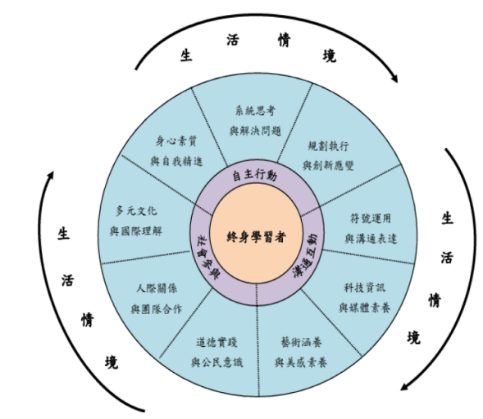 生活情境
系統思考
與解決問題
身心素質
與自我精進
規劃執行
與創新應變
自主行動
多元文化
與國際理解
符號運用
與溝通表達
終身學習者
社會參與
溝通互動
生活情境
生活情境
人際關係
與團隊合作
科技資訊
與媒體素養
道德實踐
與公民意識
藝術涵養
與美感素養